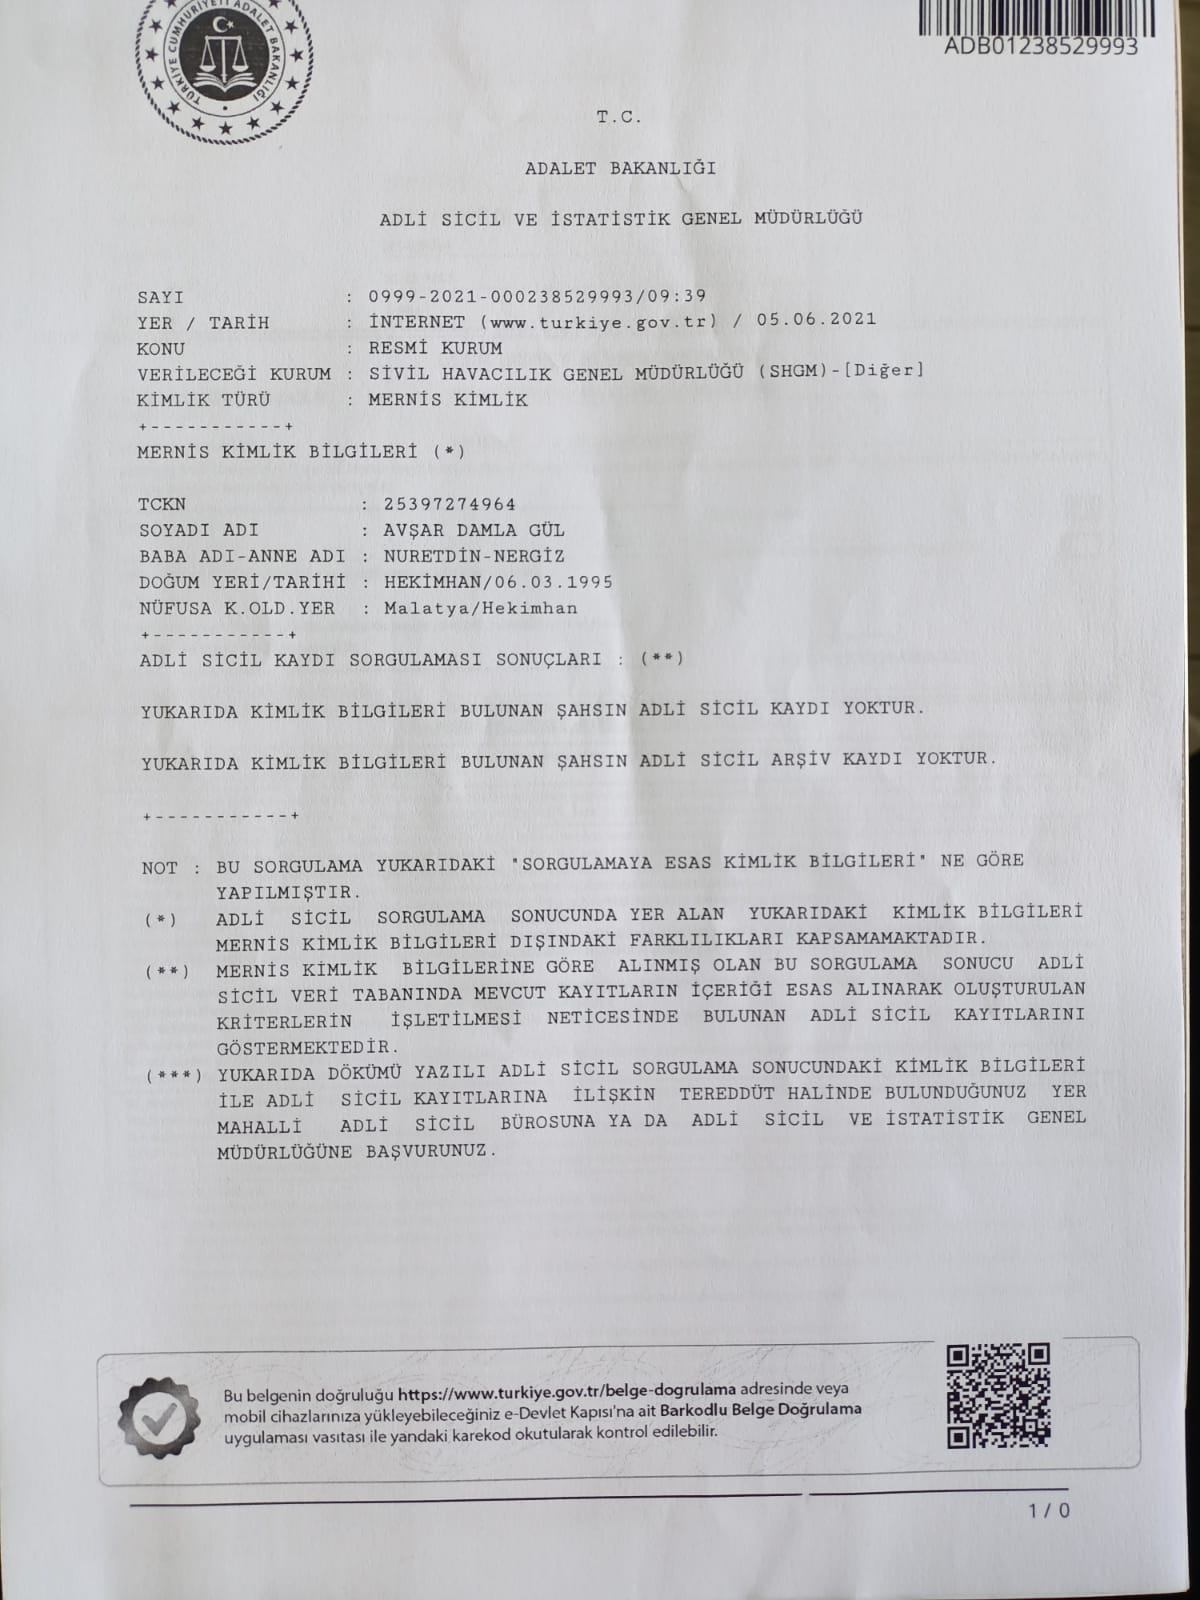 TÜRKİYE CUMHURİYETİ ADALET BAKANLIĞI
ADB01238529993
T.C.
ADALET BAKANLIĞI
ADLİ SİCİL VE İSTATİSTİK GENEL MÜDÜRLÜĞÜ
SAYI : 0999-2021-000238529993/09:39
YER / TARİH : İNTERNET (www.turkiye.gov.tr) / 05.06.2021
KONU : RESMİ KURUM
VERİLECEĞİ KURUM : SİVİL HAVACILIK GENEL MÜDÜRLÜĞÜ (SHGM)-[Diğer]
KİMLİK TÜRÜ : MERNİS KİMLİK
+-----------+
MERNİS KİMLİK BİLGİLERİ (*)
TCKN : 25397274964
SOYADI ADI : AVŞAR DAMLA GÜL
BABA ADI-ANNE ADI : NURETDİN-NERGİZ
DOĞUM YERİ/TARİHİ : HEKİMHAN/06.03.1995
NÜFUSA K.OLD.YER : Malatya/Hekimhan
+-----------+
ADLİ SİCİL KAYDI SORGULAMASI SONUÇLARI : (**)
YUKARIDA KİMLİK BİLGİLERİ BULUNAN ŞAHSIN ADLİ SİCİL KAYDI YOKTUR.
YUKARIDA KİMLİK BİLGİLERİ BULUNAN ŞAHSIN ADLİ SİCİL ARŞİV KAYDI YOKTUR.
+-----------+
NOT : BU SORGULAMA YUKARIDAKİ "SORGULAMAYA ESAS KİMLİK BİLGİLERİ" NE GÖRE
YAPILMIŞTIR.
(*) ADLİ SİCİL SORGULAMA SONUCUNDA YER ALAN YUKARIDAKİ KİMLİK BİLGİLERİ
MERNİS KİMLİK BİLGİLERİ DIŞINDAKİ FARKLILIKLARI KAPSAMAMAKTADIR.
(**) MERNİS KİMLİK BİLGİLERİNE GÖRE ALINMIŞ OLAN BU SORGULAMA SONUCU ADLİ
SİCİL VERİ TABANINDA MEVCUT KAYITLARIN İÇERİĞİ ESAS ALINARAK OLUŞTURULAN
KRİTERLERİN İŞLETİLMESİ NETİCESİNDE BULUNAN ADLİ SİCİL KAYITLARINI
GÖSTERMEKTEDİR.
(***) YUKARIDA DÖKÜMÜ YAZILI ADLİ SİCİL SORGULAMA SONUCUNDAKİ KİMLİK BİLGİLERİ
İLE ADLİ SİCİL KAYITLARINA İLİŞKİN TEREDDÜT HALİNDE BULUNDUĞUNUZ YER
MAHALLİ ADLİ SİCİL BÜROSUNA YA DA ADLİ SİCİL VE İSTATİSTİK GENEL
MÜDÜRLÜĞÜNE BAŞVURUNUZ.
Bu belgenin doğruluğu https://www.turkiye.gov.tr/belge-dogrulama adresinde veya
mobil cihazlarınıza yükleyebileceğiniz e-Devlet Kapısı'na ait Barkodlu Belge Doğrulama
uygulaması vasıtası ile yandaki karekod okutularak kontrol edilebilir.
1 / 0